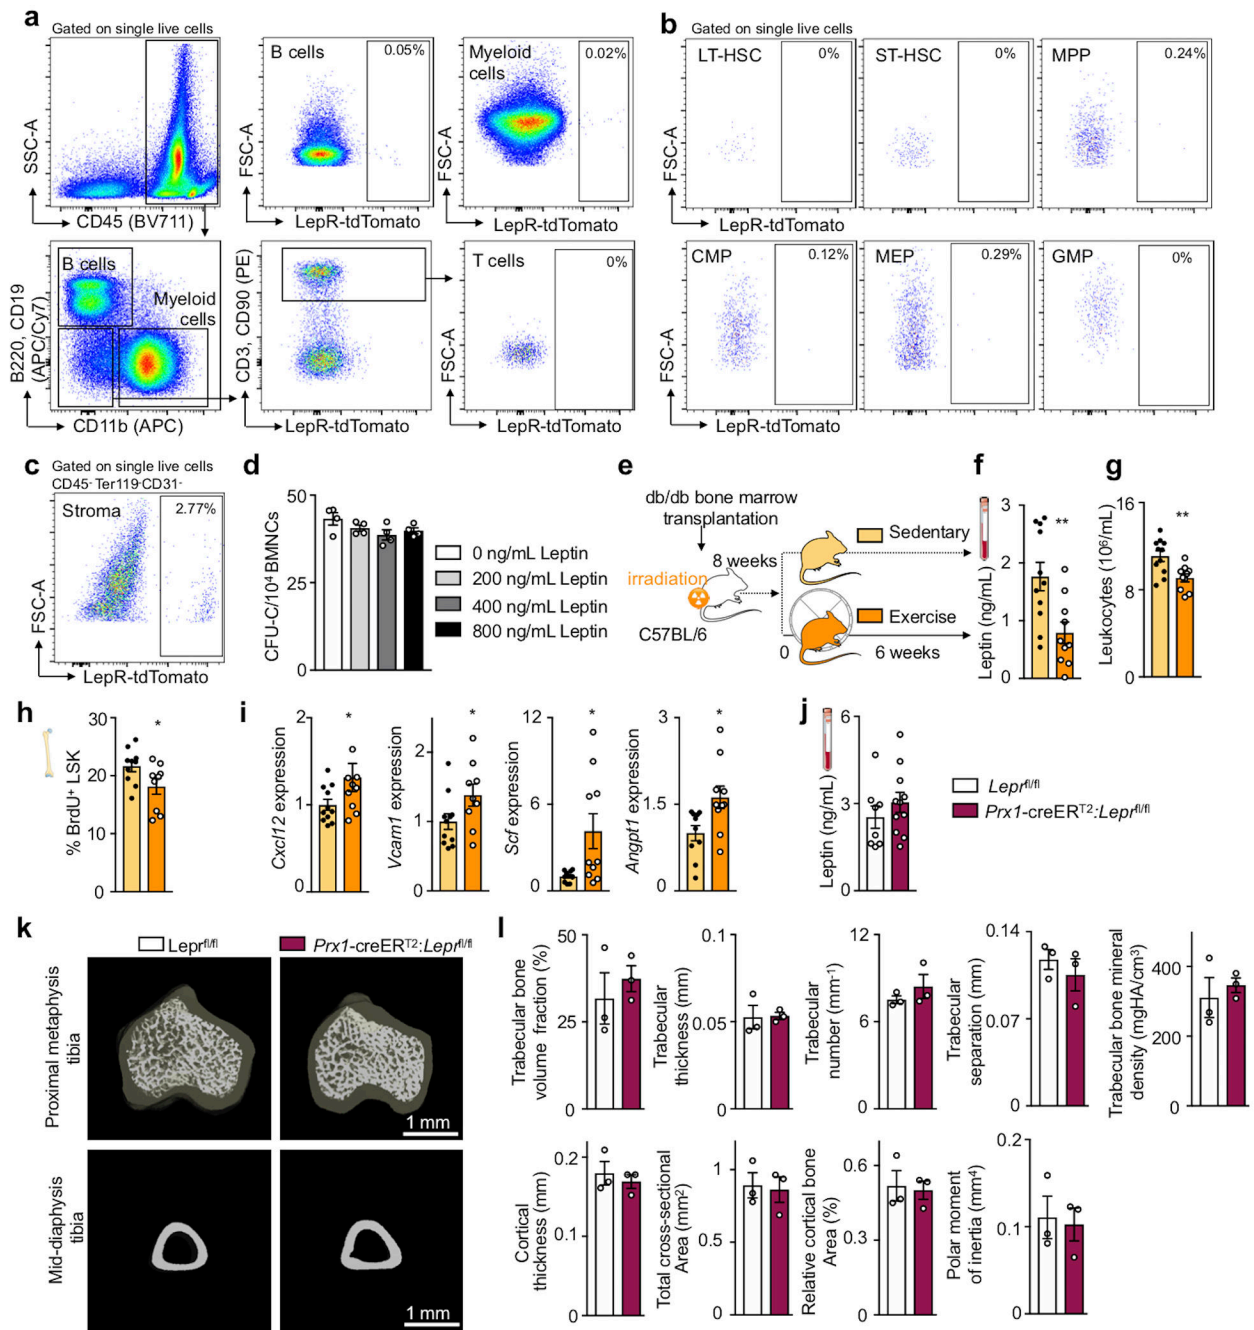 a
Gated on single live cells
SSC-A
CD45 (BV711)
B cells
0.05%
FSC-A
LepR-tdTomato
Myeloid
cells
0.02%
FSC-A
LepR-tdTomato
B cells
Myeloid
cells
B220, CD19
(APC/Cy7)
CD11b (APC)
CD3, CD90 (PE)
LepR-tdTomato
T cells
0%
FSC-A
LepR-tdTomato
b
Gated on single live cells
LT-HSC
0%
ST-HSC
0%
MPP
0.24%
FSC-A
LepR-tdTomato
CMP
0.12%
MEP
0.29%
GMP
0%
FSC-A
LepR-tdTomato
c
Gated on single live cells
CD45- Ter119-CD31-
Stroma
2.77%
FSC-A
LepR-tdTomato
d
CFU-C/10⁴ BMNCs
50
25
0
0 ng/mL Leptin
200 ng/mL Leptin
400 ng/mL Leptin
800 ng/mL Leptin
e
db/db bone marrow
transplantation
8 weeks
irradiation
C57BL/6
Sedentary
Exercise
0
6 weeks
f
Leptin (ng/mL)
3
2
1
0
**
g
Leukocytes (10⁶/mL)
16
8
0
**
h
% BrdU⁺ LSK
30
20
10
0
*
i
Cxcl12 expression
2
1
0
*
Vcam1 expression
2
1
0
*
Scf expression
12
6
0
*
Angpt1 expression
3
1.5
0
*
j
Leptin (ng/mL)
6
3
0
Lepr^fl/fl
Prx1-creER^T2:Lepr^fl/fl
k
Lepr^fl/fl
Prx1-creER^T2:Lepr^fl/fl
Proximal metaphysis
tibia
1 mm
Mid-diaphysis
tibia
1 mm
l
Trabecular bone
volume fraction (%)
50
25
0
Trabecular
thickness (mm)
0.1
0.05
0
Trabecular
number (mm⁻¹)
12
6
0
Trabecular
separation (mm)
0.14
0.07
0
Trabecular bone mineral
density (mgHA/cm³)
400
200
0
Cortical
thickness (mm)
0.2
0.1
0
Total cross-sectional
Area (mm²)
1
0.5
0
Relative cortical bone
Area (%)
0.6
0.3
0
Polar moment
of inertia (mm⁴)
0.2
0.1
0